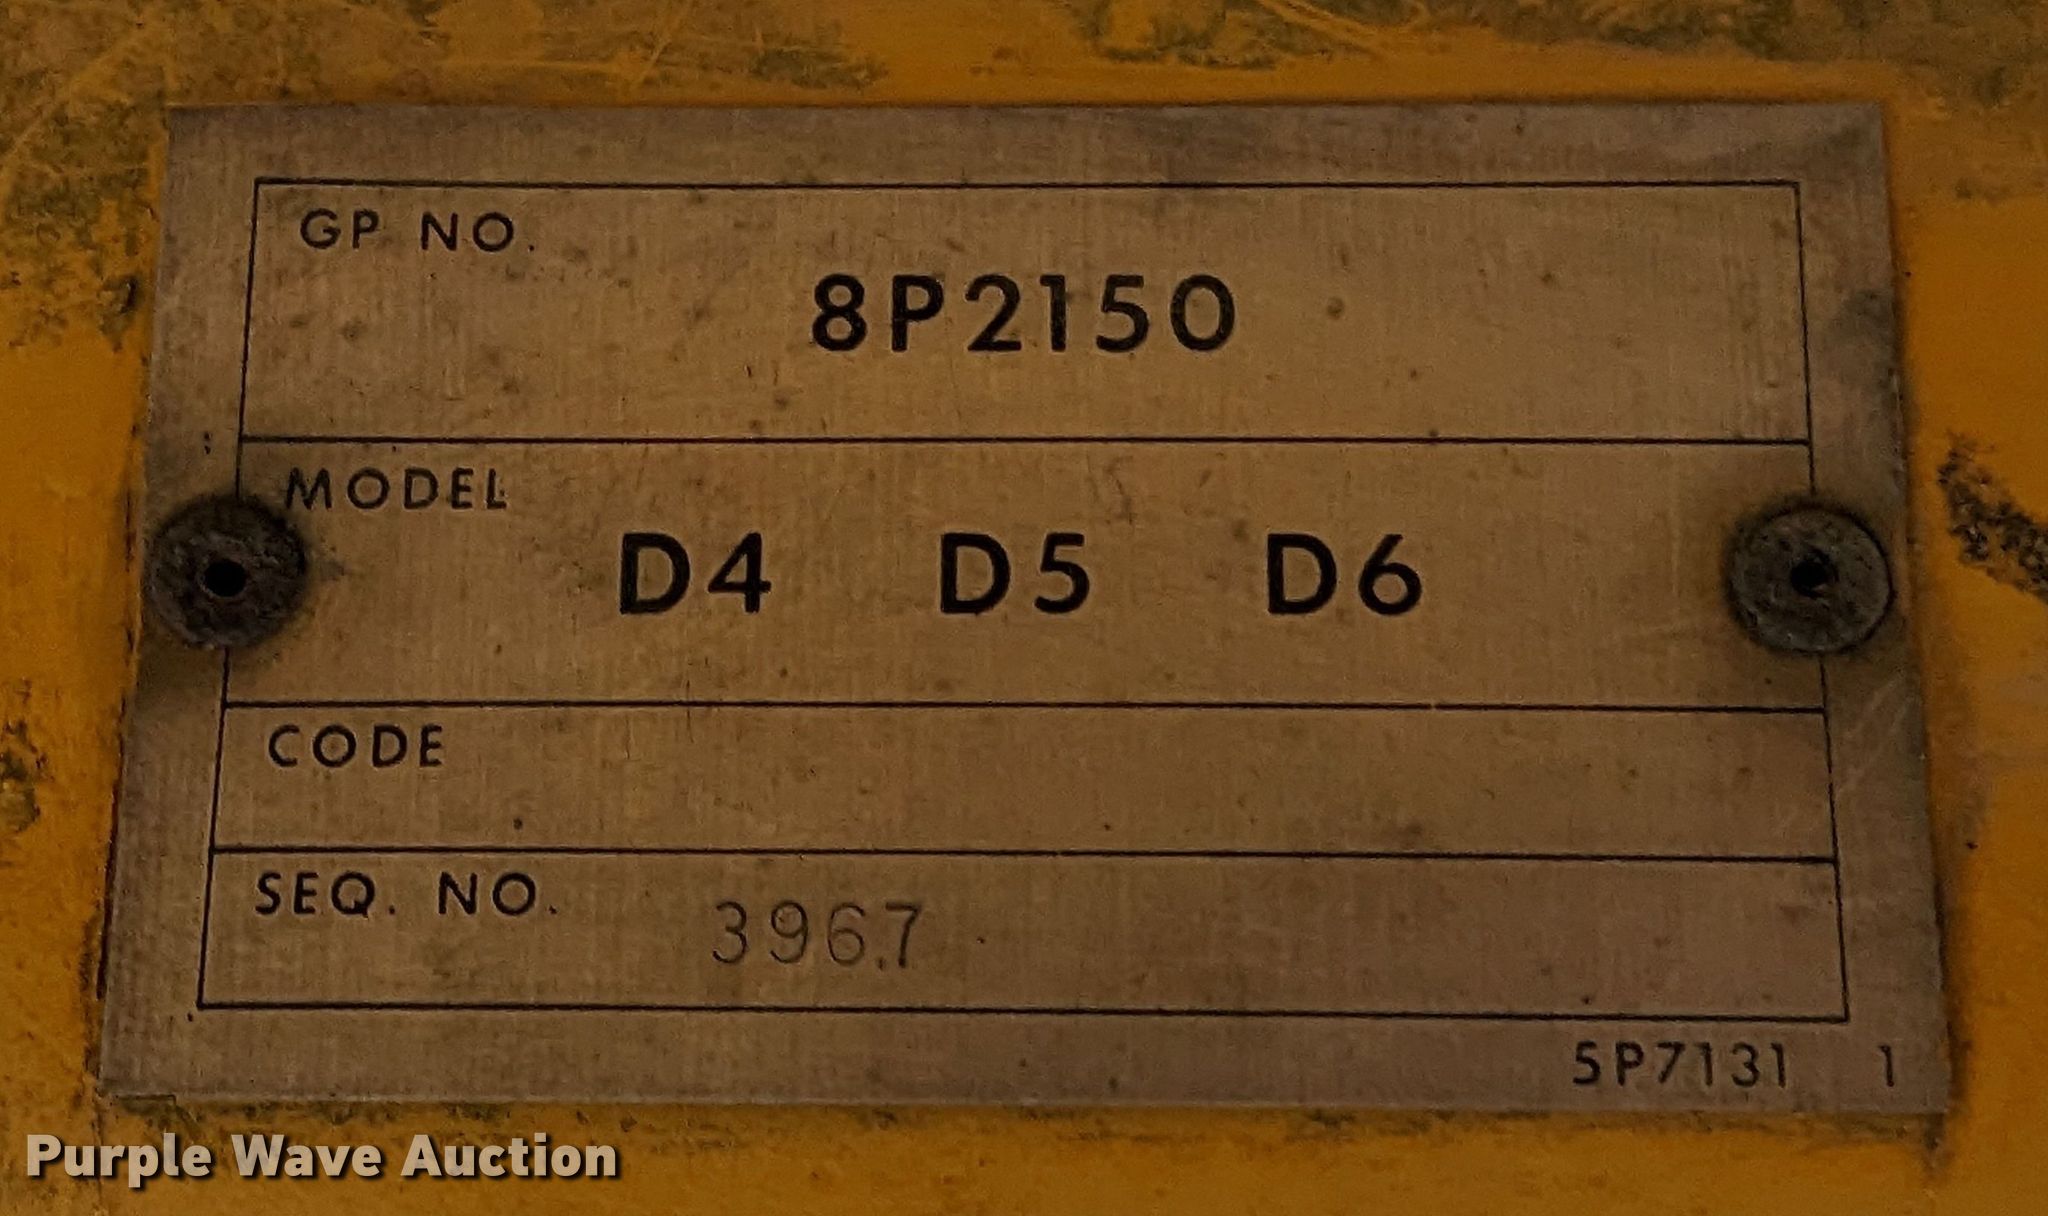 GP NO.
8P2150
MODEL
D4 D5 D6
CODE
SEQ. NO. 3967
5P7131 1
Purple Wave Auction